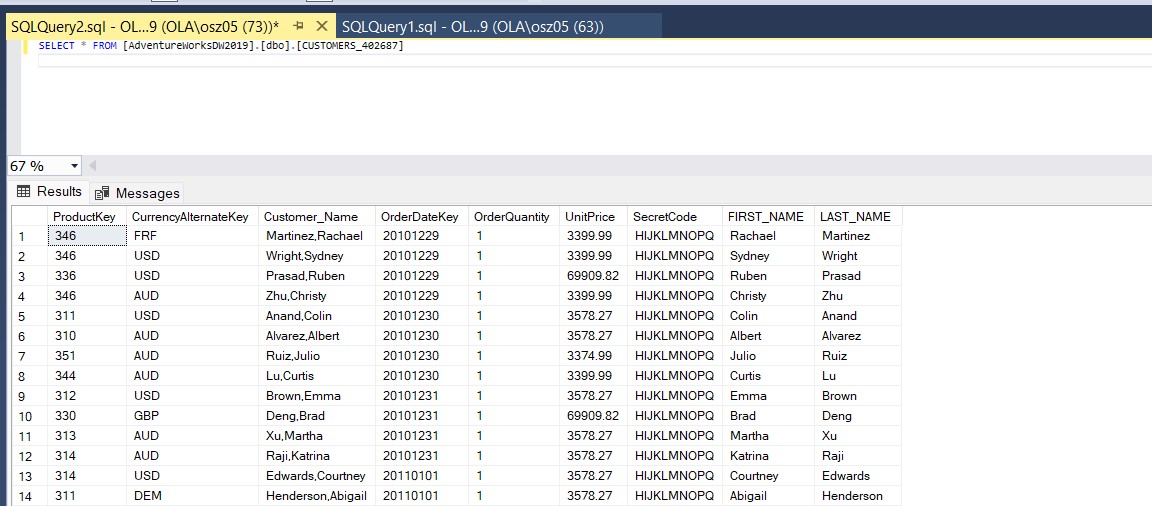 SQLQuery2.sql - OL...9 (OLA\osz05 (73))* SQLQuery1.sql - OL...9 (OLA\osz05 (63))
SELECT * FROM [AdventureWorksDW2019].[dbo].[CUSTOMERS_402687]
67 %
Results Messages
ProductKey CurrencyAlternateKey Customer_Name OrderDateKey OrderQuantity UnitPrice SecretCode FIRST_NAME LAST_NAME
1 346 FRF Martinez,Rachael 20101229 1 3399.99 HIJKLMNOPQ Rachael Martinez
2 346 USD Wright,Sydney 20101229 1 3399.99 HIJKLMNOPQ Sydney Wright
3 336 USD Prasad,Ruben 20101229 1 69909.82 HIJKLMNOPQ Ruben Prasad
4 346 AUD Zhu,Christy 20101229 1 3399.99 HIJKLMNOPQ Christy Zhu
5 311 USD Anand,Colin 20101230 1 3578.27 HIJKLMNOPQ Colin Anand
6 310 AUD Alvarez,Albert 20101230 1 3578.27 HIJKLMNOPQ Albert Alvarez
7 351 AUD Ruiz,Julio 20101230 1 3374.99 HIJKLMNOPQ Julio Ruiz
8 344 AUD Lu,Curtis 20101230 1 3399.99 HIJKLMNOPQ Curtis Lu
9 312 USD Brown,Emma 20101231 1 3578.27 HIJKLMNOPQ Emma Brown
10 330 GBP Deng,Brad 20101231 1 69909.82 HIJKLMNOPQ Brad Deng
11 313 AUD Xu,Martha 20101231 1 3578.27 HIJKLMNOPQ Martha Xu
12 314 AUD Raji,Katrina 20101231 1 3578.27 HIJKLMNOPQ Katrina Raji
13 314 USD Edwards,Courtney 20110101 1 3578.27 HIJKLMNOPQ Courtney Edwards
14 311 DEM Henderson,Abigail 20110101 1 3578.27 HIJKLMNOPQ Abigail Henderson